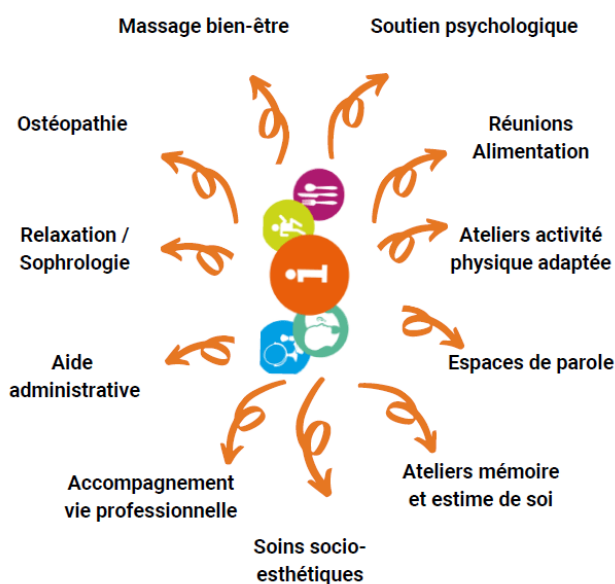 Massage bien-être
Soutien psychologique
Ostéopathie
Réunions
Alimentation
Relaxation /
Sophrologie
Ateliers activité
physique adaptée
Aide
administrative
Espaces de parole
Accompagnement
vie professionnelle
Ateliers mémoire
et estime de soi
Soins socio-
esthétiques
i